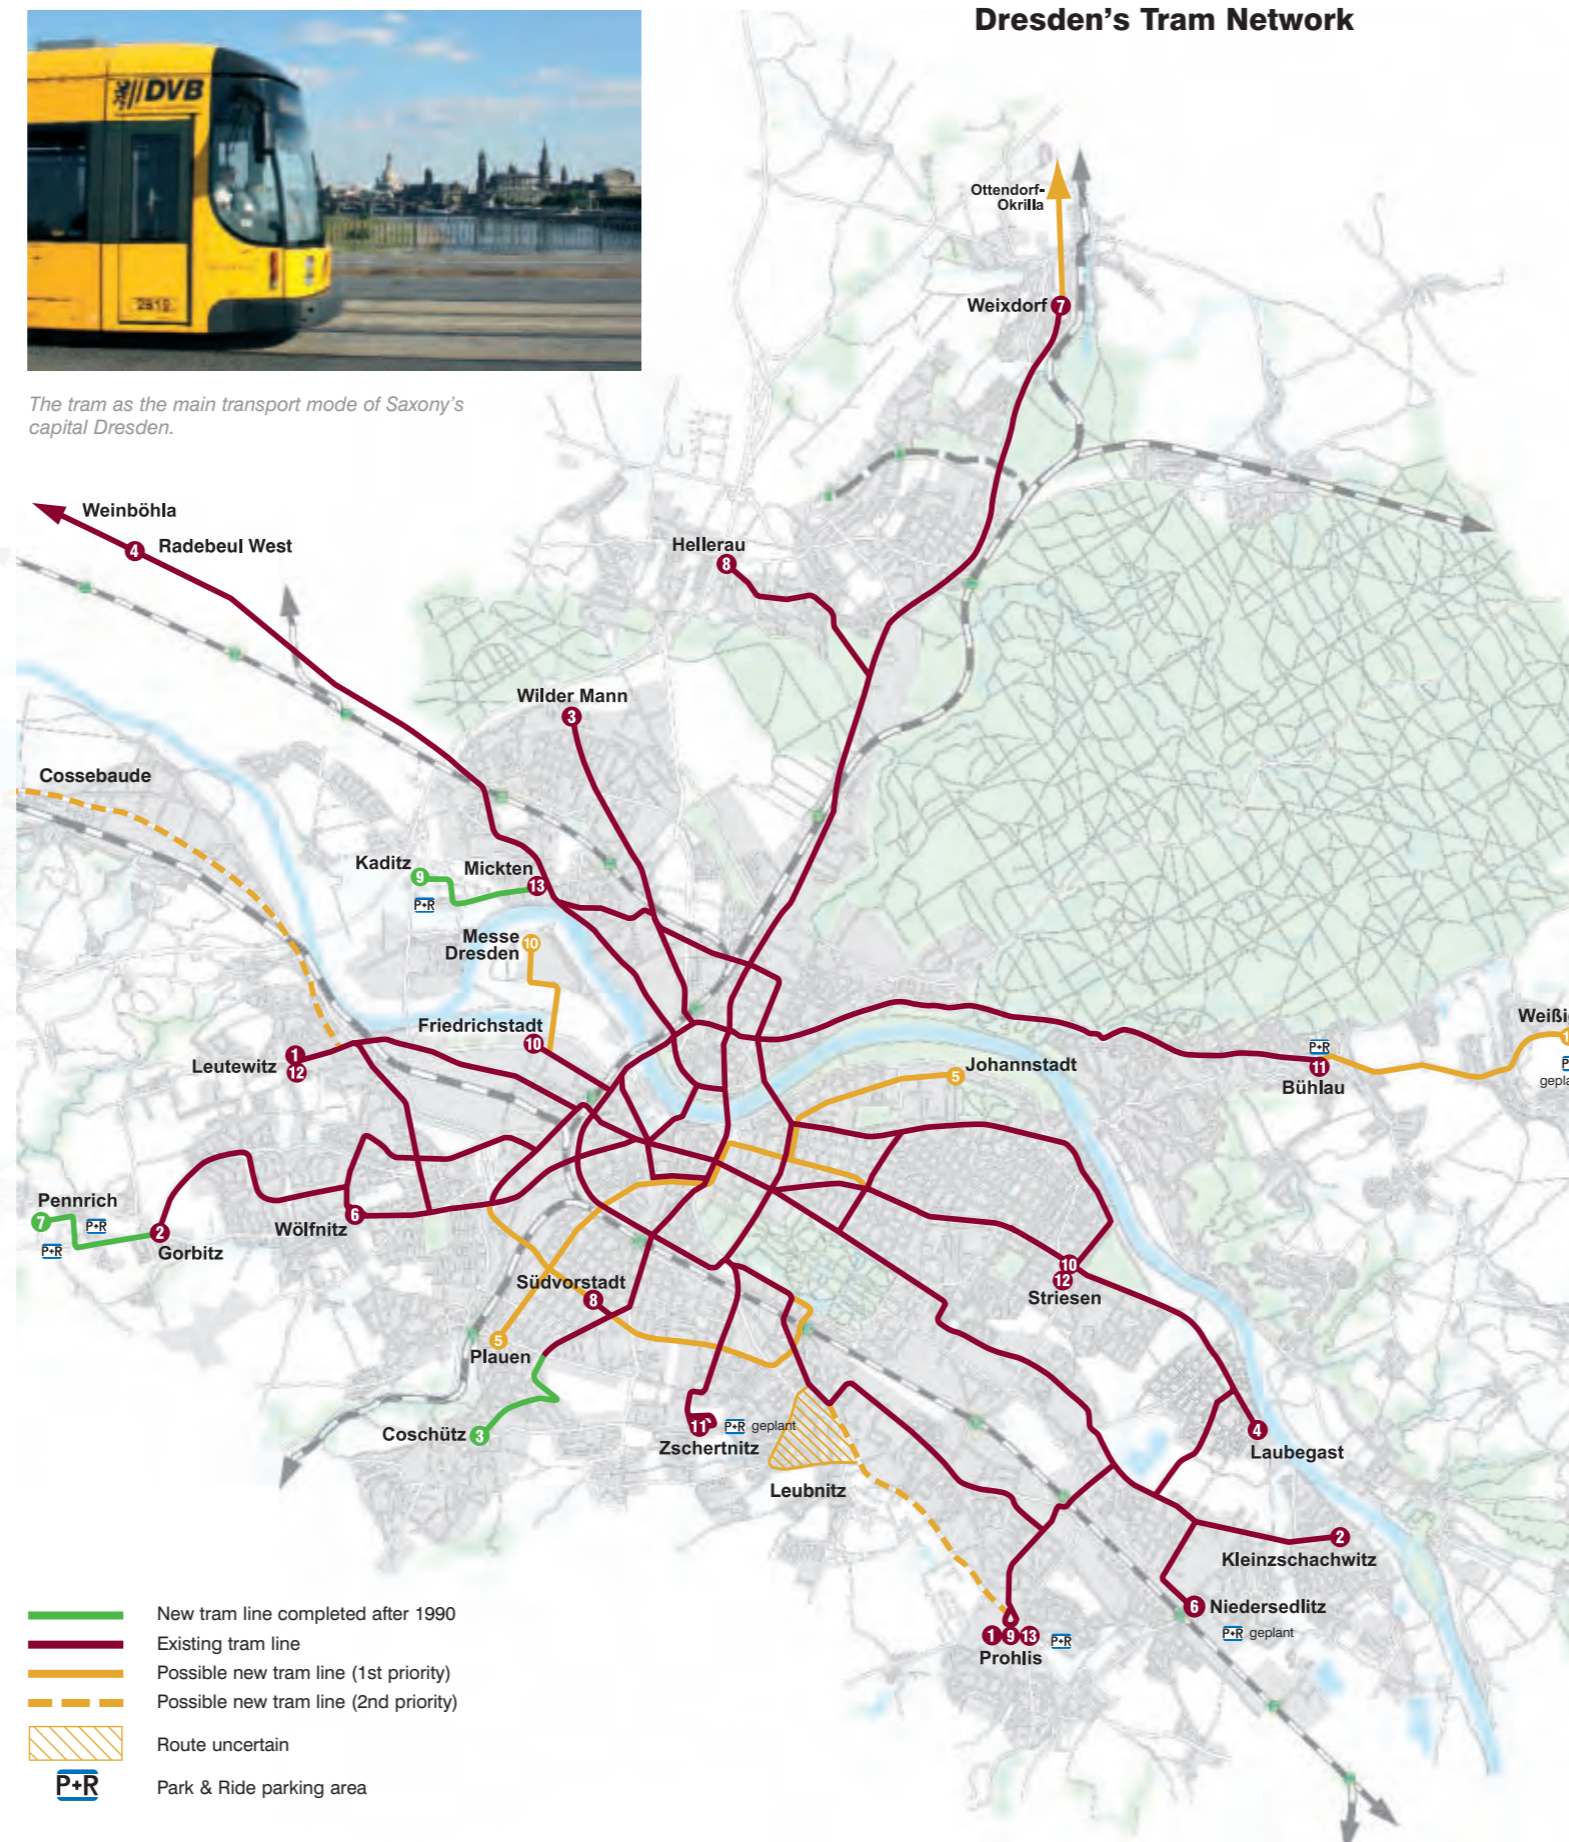 Dresden's Tram Network
DVB
2819
The tram as the main transport mode of Saxony's
capital Dresden.
Ottendorf-
Okrilla
Weixdorf
7
Weinböhla
4
Radebeul West
Hellerau
8
Wilder Mann
3
Cossebaude
Kaditz
9
P+R
Mickten
13
Messe
Dresden
10
Friedrichstadt
10
Leutewitz
1
12
Johannstadt
5
P+R
11
Bühlau
geplant
Pennrich
7
P+R
P+R
2
Gorbitz
Wölfnitz
6
Südvorstadt
8
5
Plauen
Coschütz
3
10
12
Striesen
11
P+R geplant
Zschertnitz
Leubnitz
4
Laubegast
2
Kleinzschachwitz
6
Niedersedlitz
P+R geplant
1 9 13
P+R
Prohlis
New tram line completed after 1990
Existing tram line
Possible new tram line (1st priority)
Possible new tram line (2nd priority)
Route uncertain
P+R
Park & Ride parking area